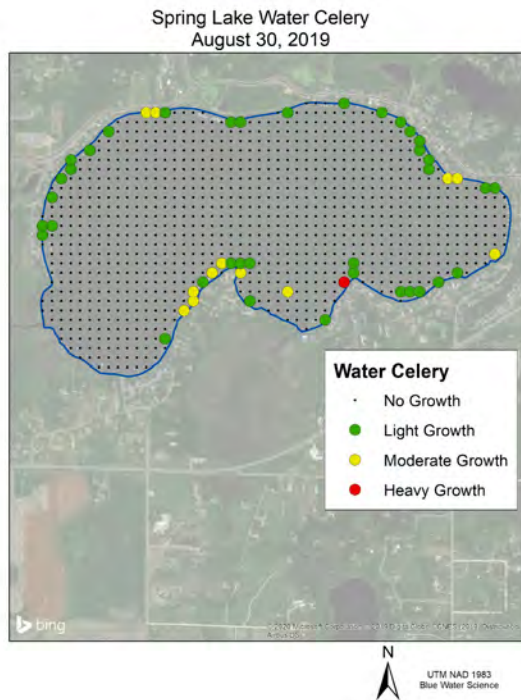 Spring Lake Water Celery
August 30, 2019
Water Celery
No Growth
Light Growth
Moderate Growth
Heavy Growth
bing
N
UTM NAD 1983
Blue Water Science